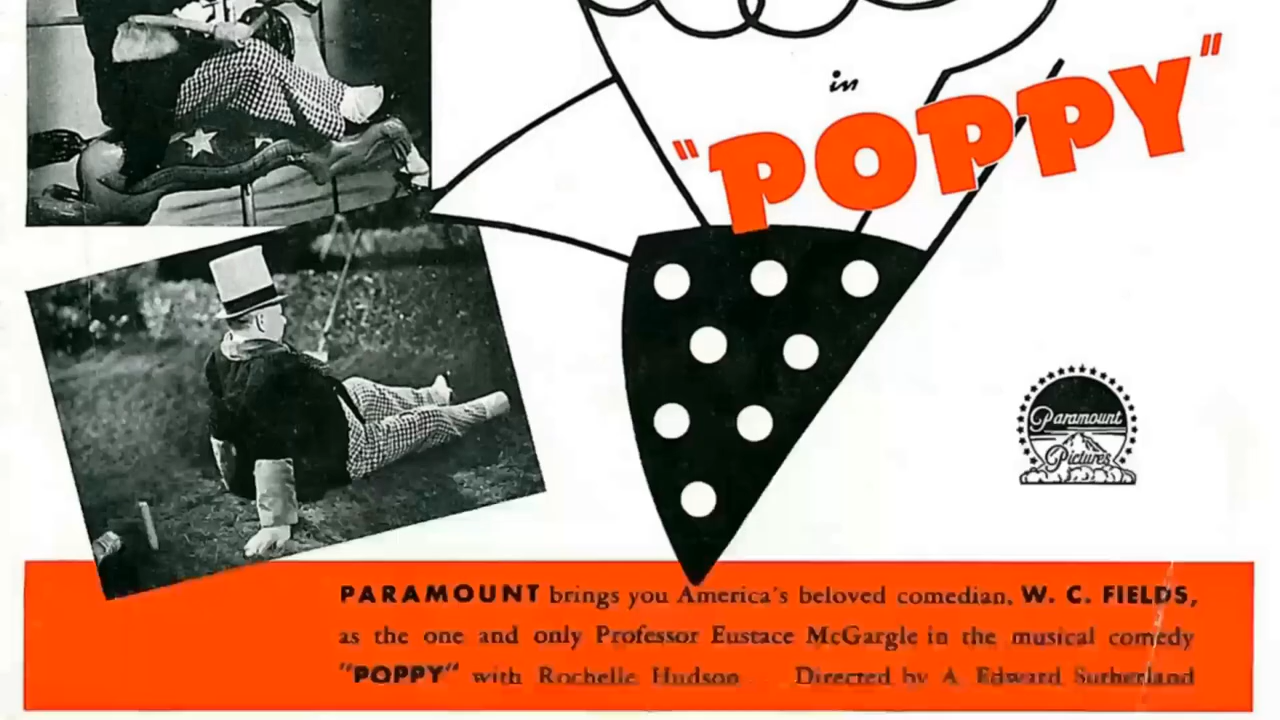 in
"POPPY"
Paramount
Pictures
PARAMOUNT brings you America's beloved comedian, W. C. FIELDS,
as the one and only Professor Eustace McGargle in the musical comedy
"POPPY" with Rochelle Hudson Directed by A. Edward Sutherland